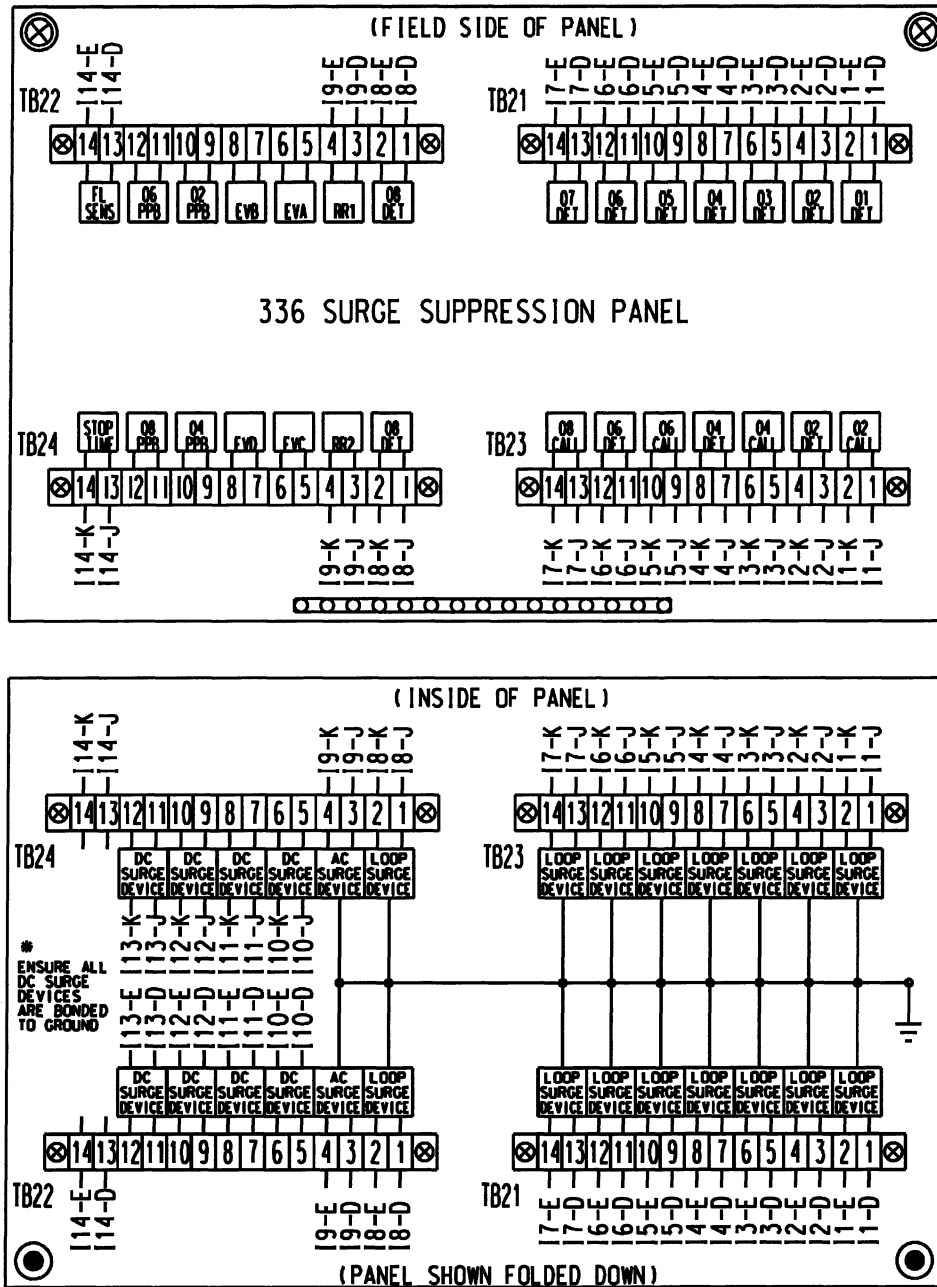 (FIELD SIDE OF PANEL)
TB22
I14-E I14-D I9-E I9-D I8-E I8-D
14 13 12 11 10 9 8 7 6 5 4 3 2 1
FL SENS
06 PPB
02 PPB
EVB
EVA
RR1
08 DET
TB21
I7-E I7-D I6-E I6-D I5-E I5-D I4-E I4-D I3-E I3-D I2-E I2-D I1-E I1-D
14 13 12 11 10 9 8 7 6 5 4 3 2 1
07 DET
06 DET
05 DET
04 DET
03 DET
02 DET
01 DET
336 SURGE SUPPRESSION PANEL
TB24
STOP TIME
08 PPB
04 PPB
EVD
EVC
RR2
08 DET
14 13 12 11 10 9 8 7 6 5 4 3 2 1
I14-K I14-J I9-K I9-J I8-K I8-J
TB23
08 CALL
06 DET
06 CALL
04 DET
04 CALL
02 DET
02 CALL
14 13 12 11 10 9 8 7 6 5 4 3 2 1
I7-K I7-J I6-K I6-J I5-K I5-J I4-K I4-J I3-K I3-J I2-K I2-J I1-K I1-J
(INSIDE OF PANEL)
I14-K I14-J I9-K I9-J I8-K I8-J
14 13 12 11 10 9 8 7 6 5 4 3 2 1
TB24
DC SURGE DEVICE
DC SURGE DEVICE
DC SURGE DEVICE
DC SURGE DEVICE
AC SURGE DEVICE
LOOP SURGE DEVICE
I13-K I13-J I12-K I12-J I11-K I11-J I10-K I10-J
I7-K I7-J I6-K I6-J I5-K I5-J I4-K I4-J I3-K I3-J I2-K I2-J I1-K I1-J
14 13 12 11 10 9 8 7 6 5 4 3 2 1
TB23
LOOP SURGE DEVICE
LOOP SURGE DEVICE
LOOP SURGE DEVICE
LOOP SURGE DEVICE
LOOP SURGE DEVICE
LOOP SURGE DEVICE
LOOP SURGE DEVICE
*
ENSURE ALL
DC SURGE
DEVICES
ARE BONDED
TO GROUND
I13-E I13-D I12-E I12-D I11-E I11-D I10-E I10-D
DC SURGE DEVICE
DC SURGE DEVICE
DC SURGE DEVICE
DC SURGE DEVICE
AC SURGE DEVICE
LOOP SURGE DEVICE
14 13 12 11 10 9 8 7 6 5 4 3 2 1
TB22
I14-E I14-D I9-E I9-D I8-E I8-D
LOOP SURGE DEVICE
LOOP SURGE DEVICE
LOOP SURGE DEVICE
LOOP SURGE DEVICE
LOOP SURGE DEVICE
LOOP SURGE DEVICE
LOOP SURGE DEVICE
14 13 12 11 10 9 8 7 6 5 4 3 2 1
TB21
I7-E I7-D I6-E I6-D I5-E I5-D I4-E I4-D I3-E I3-D I2-E I2-D I1-E I1-D
(PANEL SHOWN FOLDED DOWN)